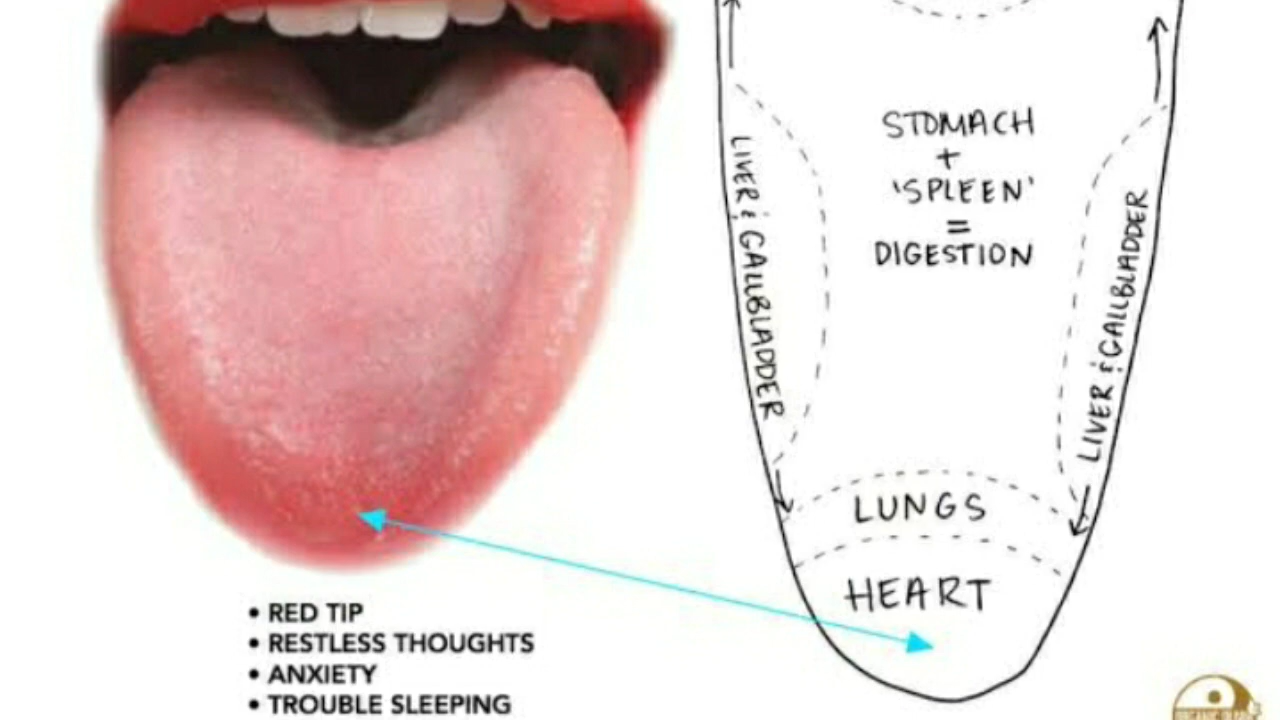 STOMACH
+
'SPLEEN'
=
DIGESTION
LIVER & GALLBLADDER
LIVER & GALLBLADDER
LUNGS
HEART
• RED TIP
• RESTLESS THOUGHTS
• ANXIETY
• TROUBLE SLEEPING